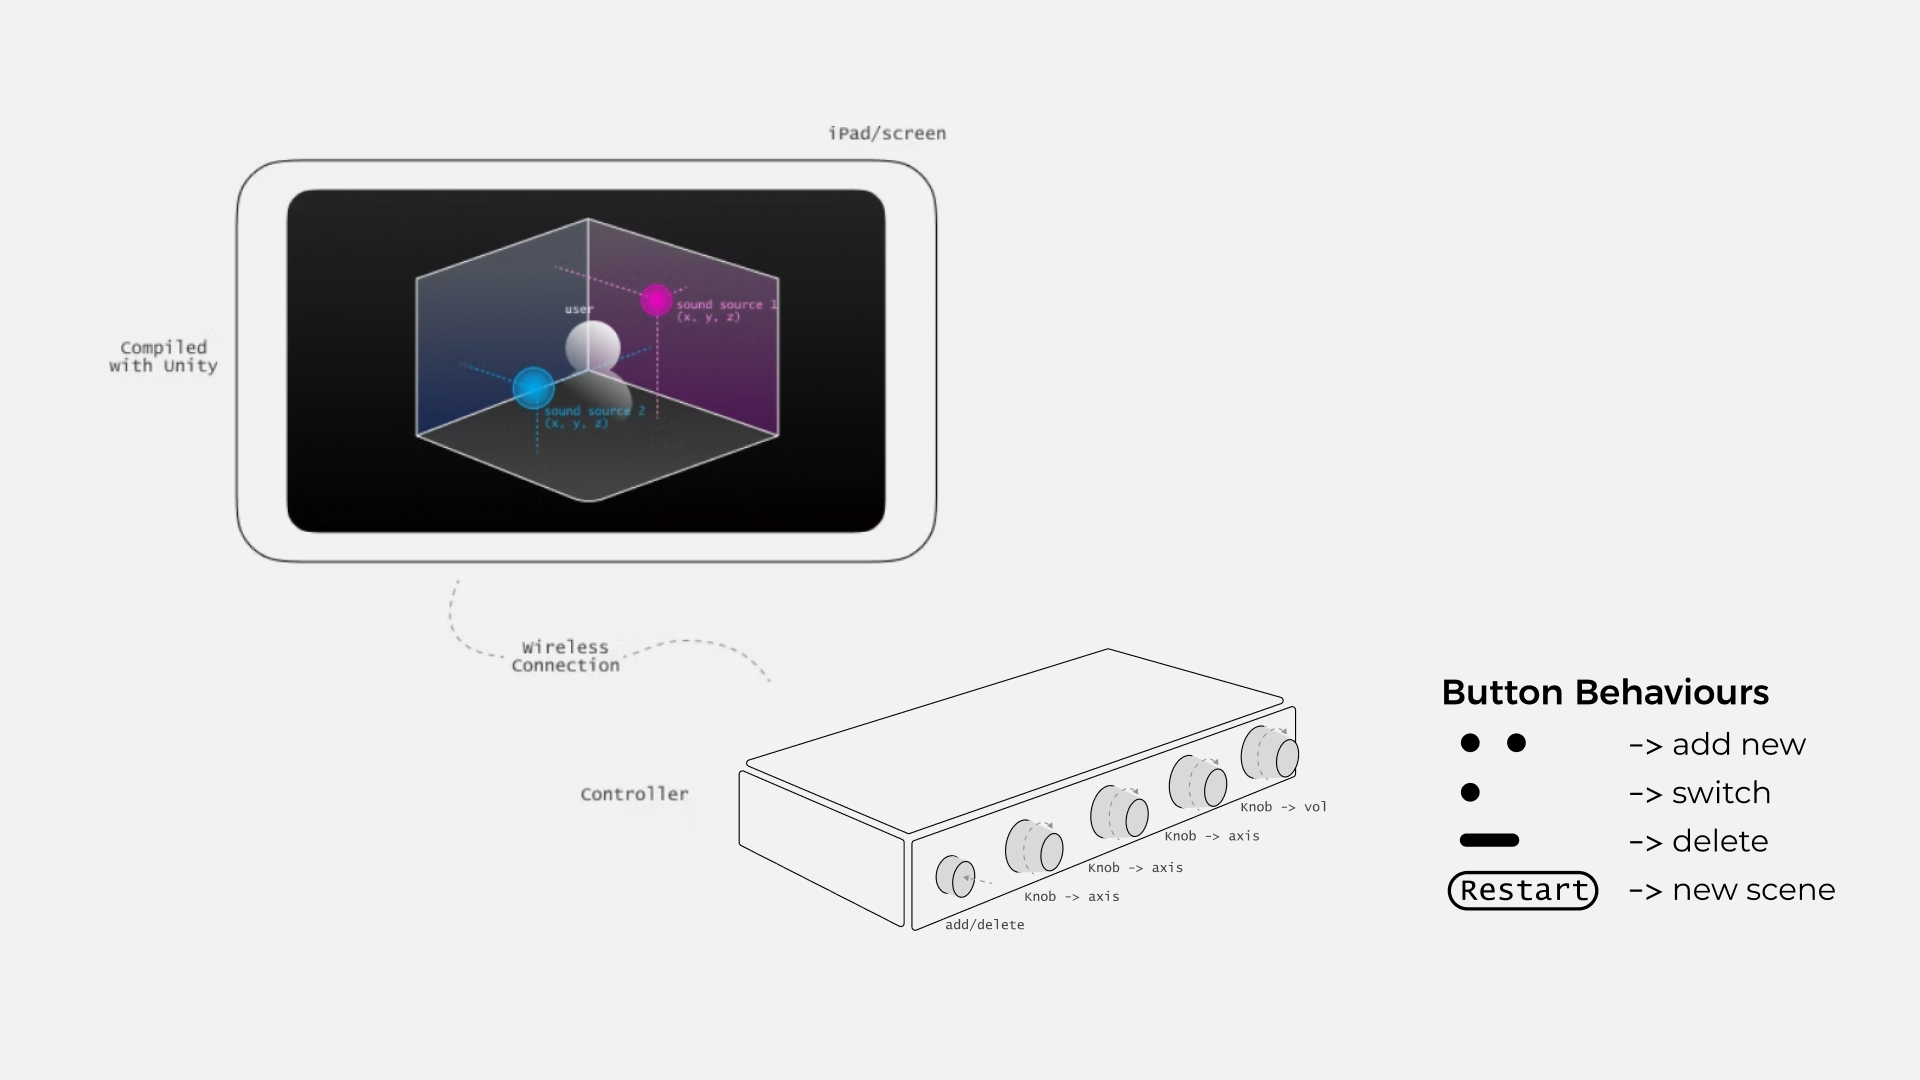 iPad/screen
user
sound source 1
(x, y, z)
Compiled
with Unity
sound source 2
(x, y, z)
Wireless
Connection
Controller
Knob -> vol
Knob -> axis
Knob -> axis
Knob -> axis
add/delete
Button Behaviours
-> add new
-> switch
-> delete
Restart -> new scene